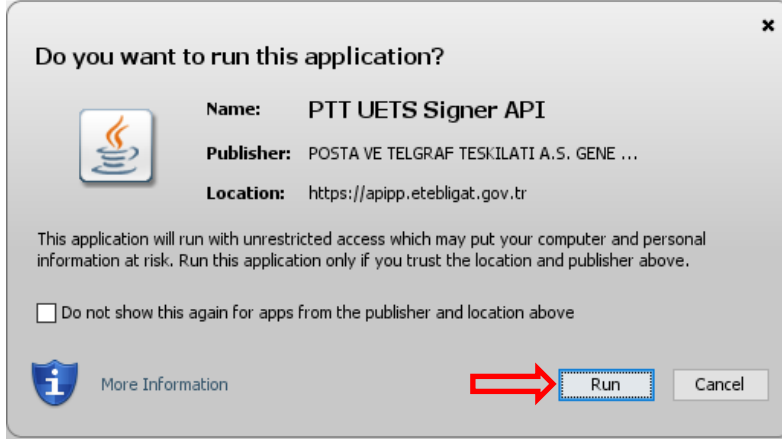 Do you want to run this application?
Name: PTT UETS Signer API
Publisher: POSTA VE TELGRAF TESKILATI A.S. GENE ...
Location: https://apipp.etebligat.gov.tr
This application will run with unrestricted access which may put your computer and personal
information at risk. Run this application only if you trust the location and publisher above.
Do not show this again for apps from the publisher and location above
More Information
Run
Cancel